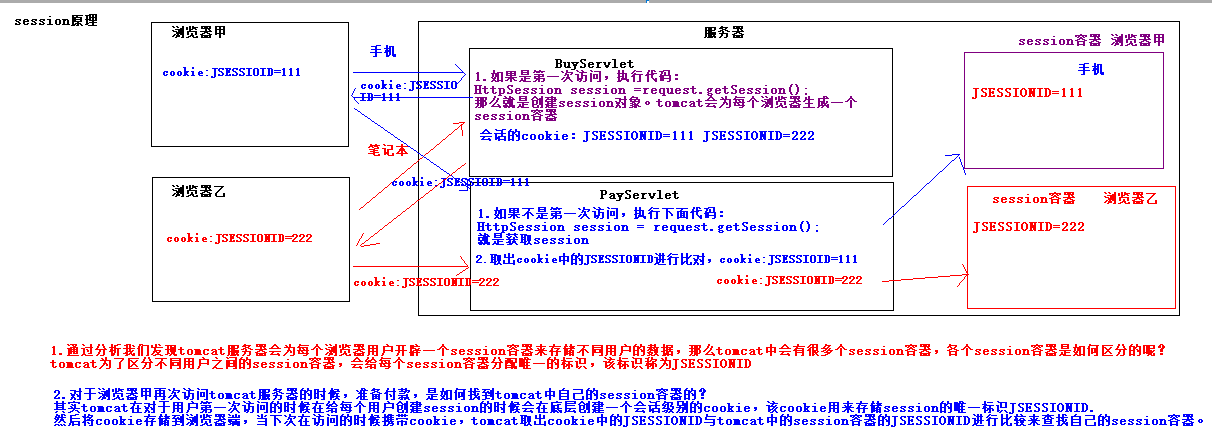 session原理
浏览器甲
cookie:JSESSIOID=111
手机
cookie:JSESSIO
ID=111
服务器
BuyServlet
1.如果是第一次访问，执行代码：
HttpSession session =request.getSession();
那么就是创建session对象。tomcat会为每个浏览器生成一个
session容器
会话的cookie：JSESSIONID=111 JSESSIONID=222
session容器 浏览器甲
手机
JSESSIONID=111
笔记本
浏览器乙
cookie:JSESSIONID=222
cookie:JSESSIOID=111
cookie:JSESSIONID=222
PayServlet
1.如果不是第一次访问，执行下面代码：
HttpSession session = request.getSession();
就是获取session
2.取出cookie中的JSESSIONID进行比对，cookie:JSESSIOID=111
cookie:JSESSIONID=222
session容器 浏览器乙
JSESSIONID=222
1.通过分析我们发现tomcat服务器会为每个浏览器用户开辟一个session容器来存储不同用户的数据，那么tomcat中会有很多个session容器，各个session容器是如何区分的呢？
tomcat为了区分不同用户之间的session容器，会给每个session容器分配唯一的标识，该标识称为JSESSIONID
2.对于浏览器甲再次访问tomcat服务器的时候，准备付款，是如何找到tomcat中自己的session容器的？
其实tomcat在对于用户第一次访问的时候在给每个用户创建session的时候会在底层创建一个会话级别的cookie，该cookie用来存储session的唯一标识JSESSIONID.
然后将cookie存储到浏览器端，当下次在访问的时候携带cookie，tomcat取出cookie中的JSESSIONID与tomcat中的session容器的JSESSIONID进行比较来查找自己的session容器。